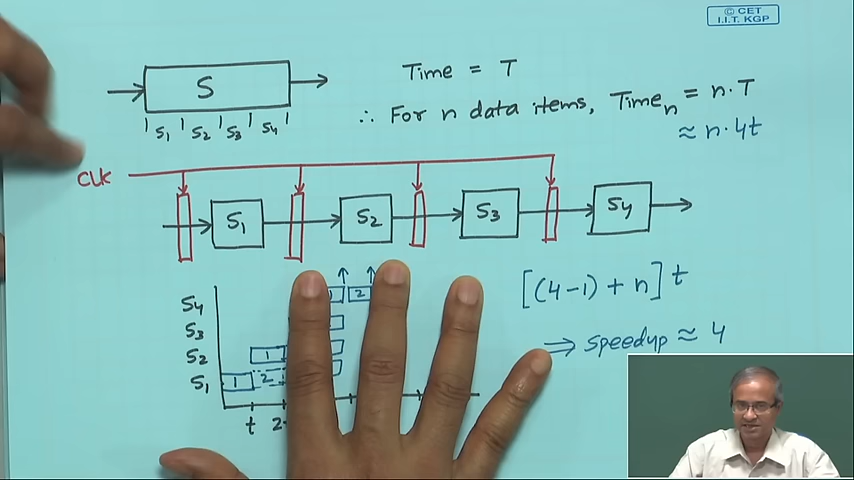 © CET
I.I.T. KGP
S
Time = T
∴ For n data items, Timeₙ = n.T
≈ n.4t
S₁ S₂ S₃ S₄
CLK
S₁ S₂ S₃ S₄
S₄ 2
S₃
S₂ 1
S₁ 1 2
t 2
[(4-1) + n] t
⇒ Speedup ≈ 4